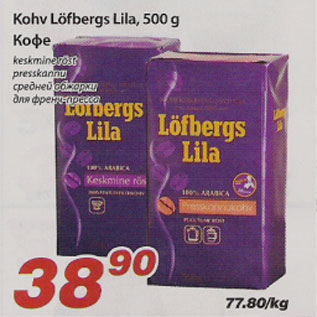 Kohv Löfbergs Lila, 500 g
Кофе
keskmine röst
presskannu
средней обжарки
для френч-пресса
Löfbergs
Lila
100% ARABICA
Keskmine rös
Löfbergs
Lila
100% ARABICA
Presskannukohv
38 90
77.80/kg